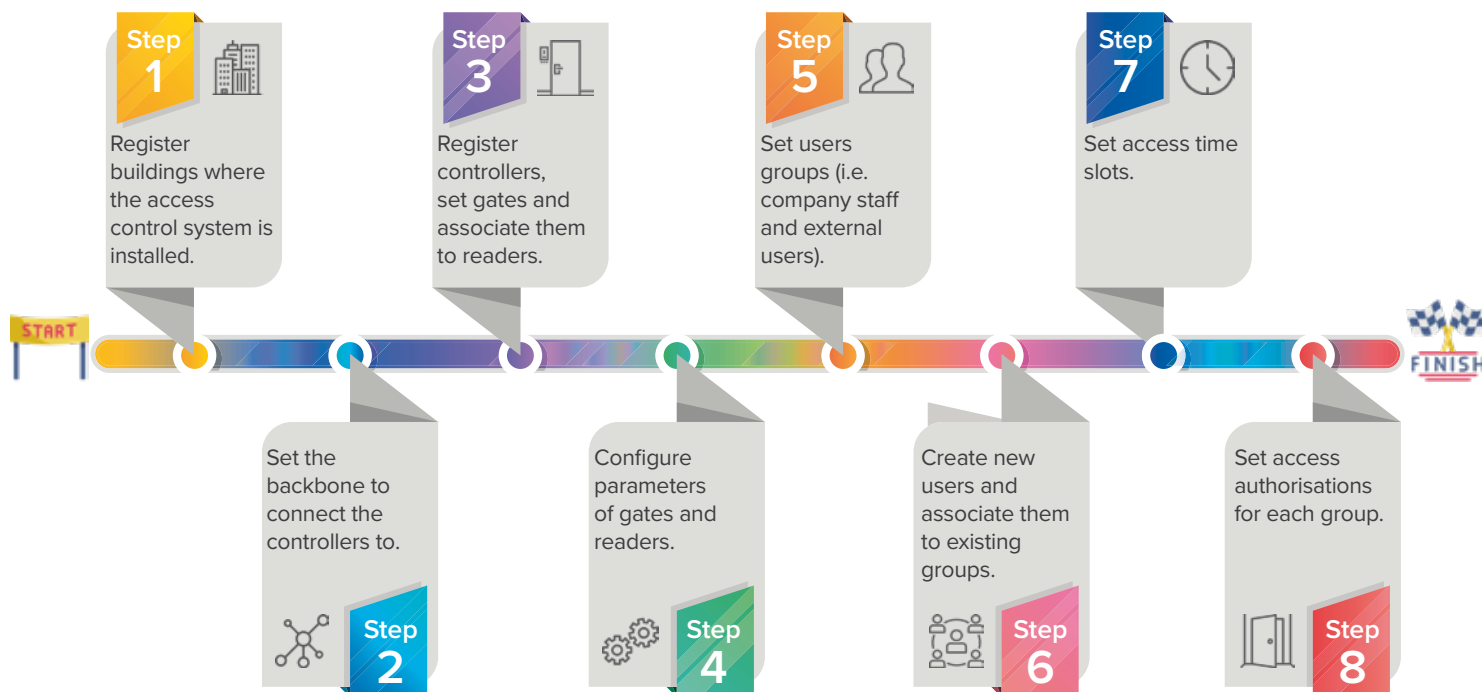 START
Step
1
Register
buildings where
the access
control system is
installed.
Step
2
Set the
backbone to
connect the
controllers to.
Step
3
Register
controllers,
set gates and
associate them
to readers.
Step
4
Configure
parameters
of gates and
readers.
Step
5
Set users
groups (i.e.
company staff
and external
users).
Step
6
Create new
users and
associate them
to existing
groups.
Step
7
Set access time
slots.
Step
8
Set access
authorisations
for each group.
FINISH